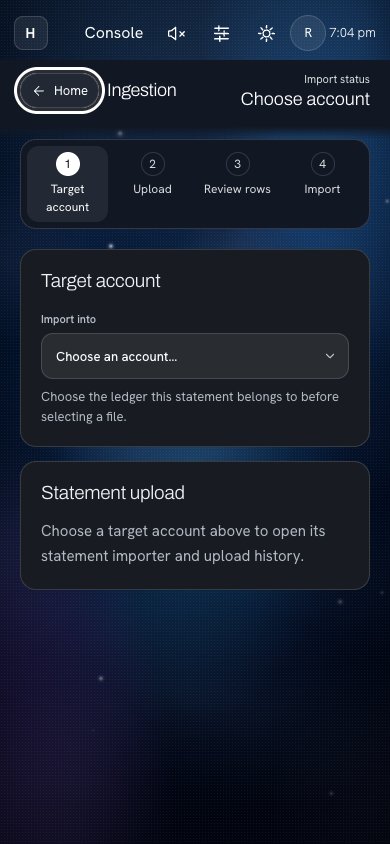 H
Console
R
7:04 pm
← Home
Ingestion
Import status
Choose account
1
Target
account
2
Upload
3
Review rows
4
Import
Target account
Import into
Choose an account...
Choose the ledger this statement belongs to before
selecting a file.
Statement upload
Choose a target account above to open its
statement importer and upload history.